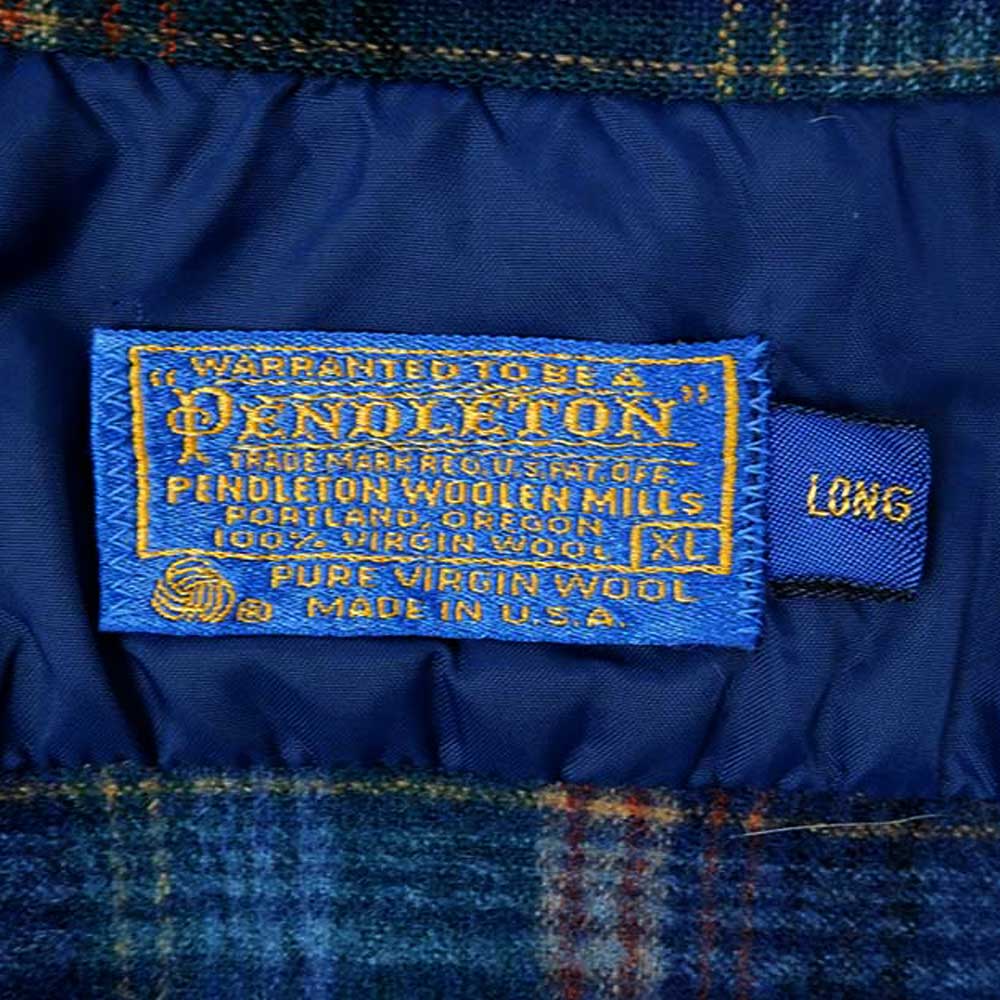 WARRANTED TO BE A
"PENDLETON"
TRADE MARK REG. U.S. PAT. OFF.
PENDLETON WOOLEN MILLS
PORTLAND, OREGON
100% VIRGIN WOOL XL
PURE VIRGIN WOOL
® MADE IN U.S.A.
LONG